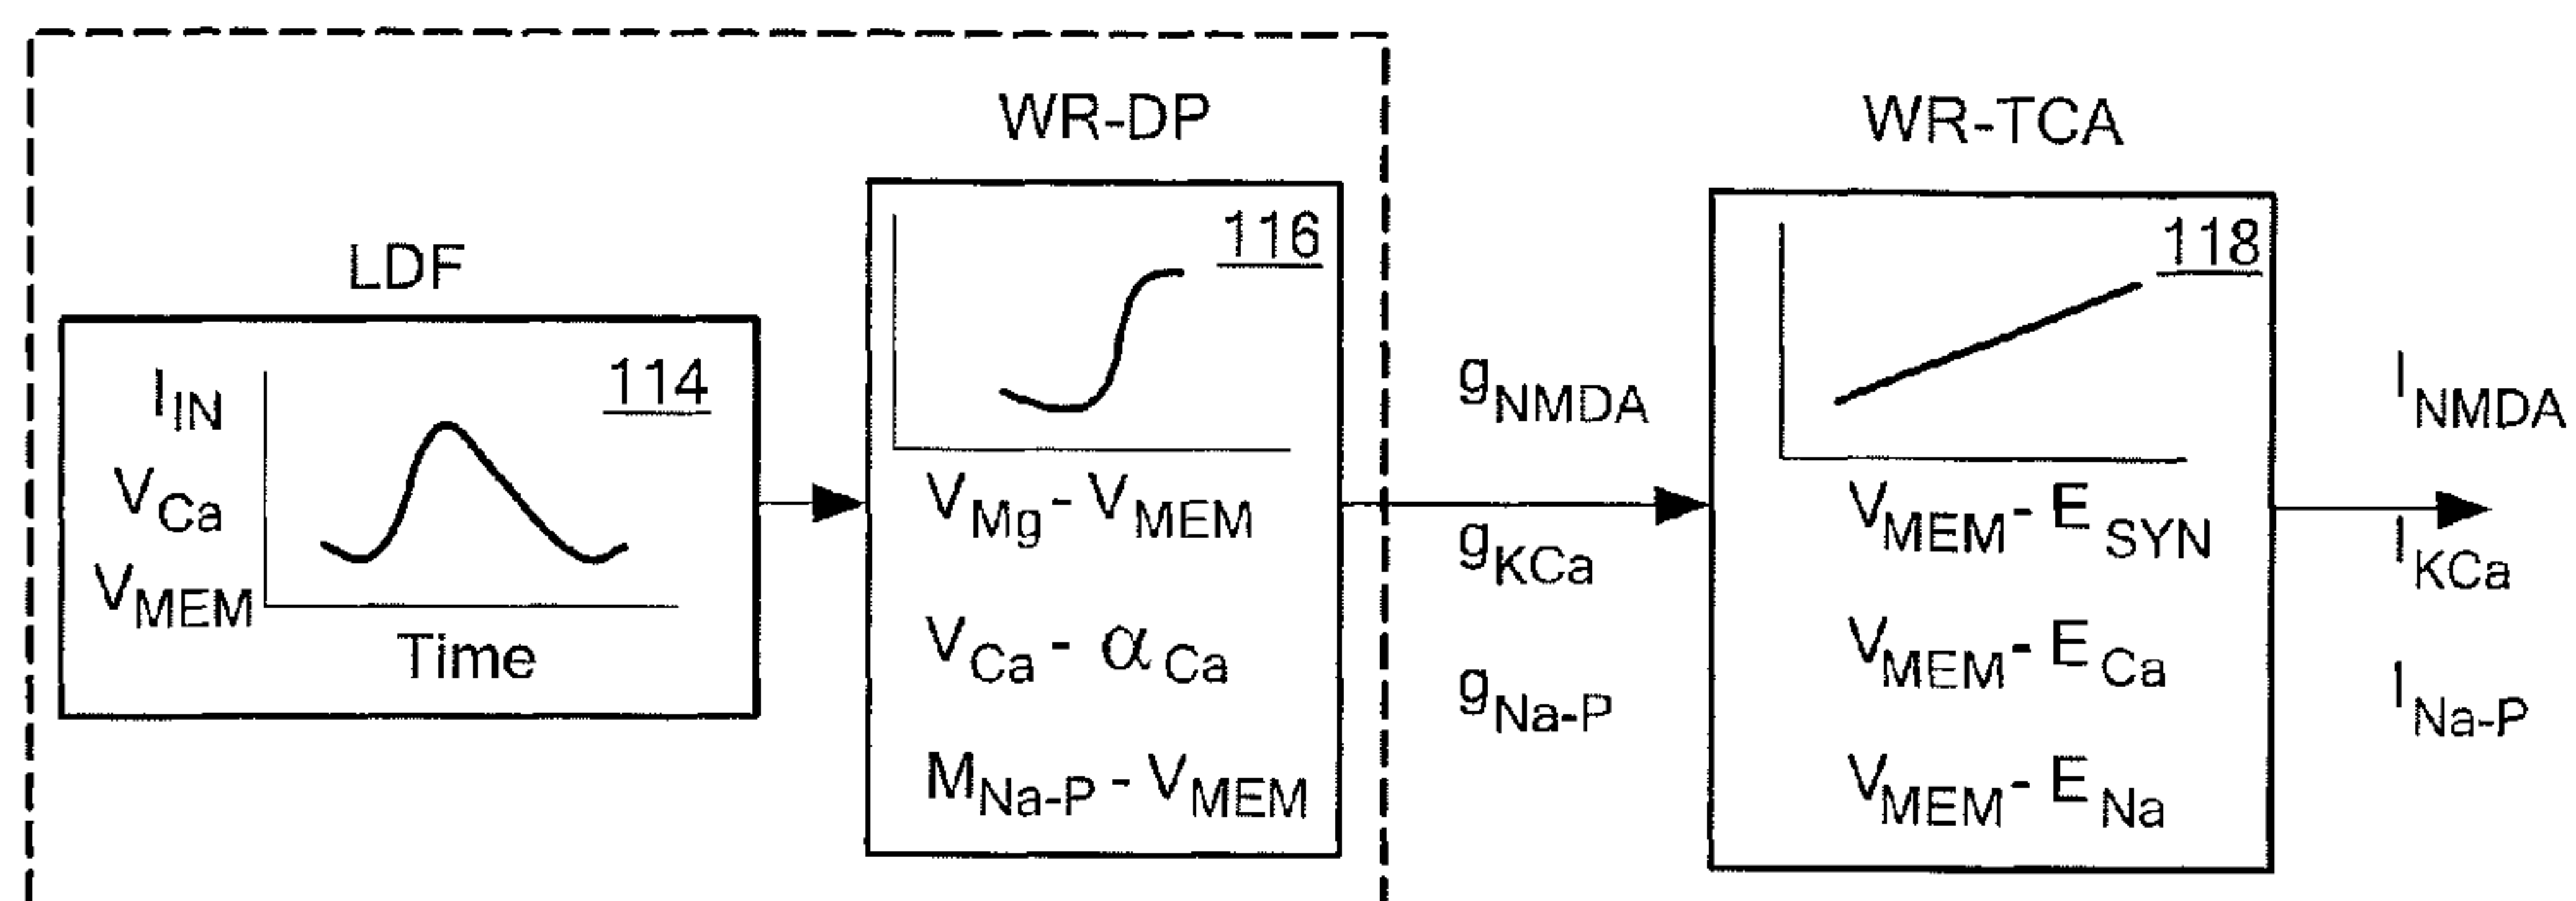 LDF
114
I_IN
V_Ca
V_MEM
Time
WR-DP
116
V_Mg - V_MEM
V_Ca - α_Ca
M_Na-P - V_MEM
g_NMDA
g_KCa
g_Na-P
WR-TCA
118
V_MEM - E_SYN
V_MEM - E_Ca
V_MEM - E_Na
I_NMDA
I_KCa
I_Na-P